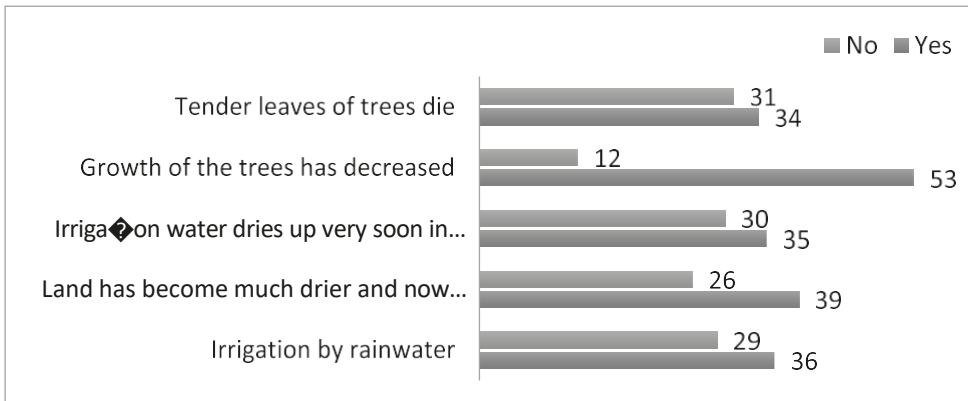 No Yes
Tender leaves of trees die
31
34
Growth of the trees has decreased
12
53
Irriga�on water dries up very soon in...
30
35
Land has become much drier and now...
26
39
Irrigation by rainwater
29
36